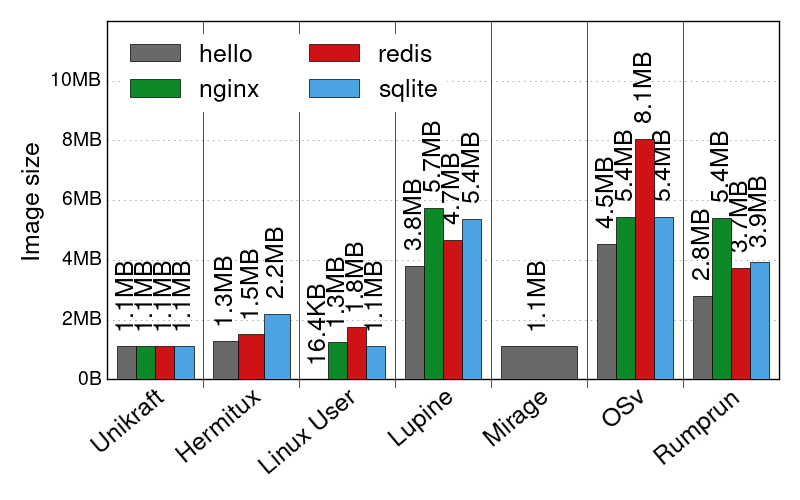 Image size
10MB
8MB
6MB
4MB
2MB
0B
hello
redis
nginx
sqlite
1.1MB
1.1MB
1.1MB
1.1MB
1.3MB
1.5MB
2.2MB
16.4KB
1.3MB
1.8MB
1.1MB
3.8MB
5.7MB
4.7MB
5.4MB
1.1MB
4.5MB
5.4MB
8.1MB
5.4MB
2.8MB
5.4MB
3.7MB
3.9MB
Unikraft
Hermitux
Linux User
Lupine
Mirage
OSv
Rumprun